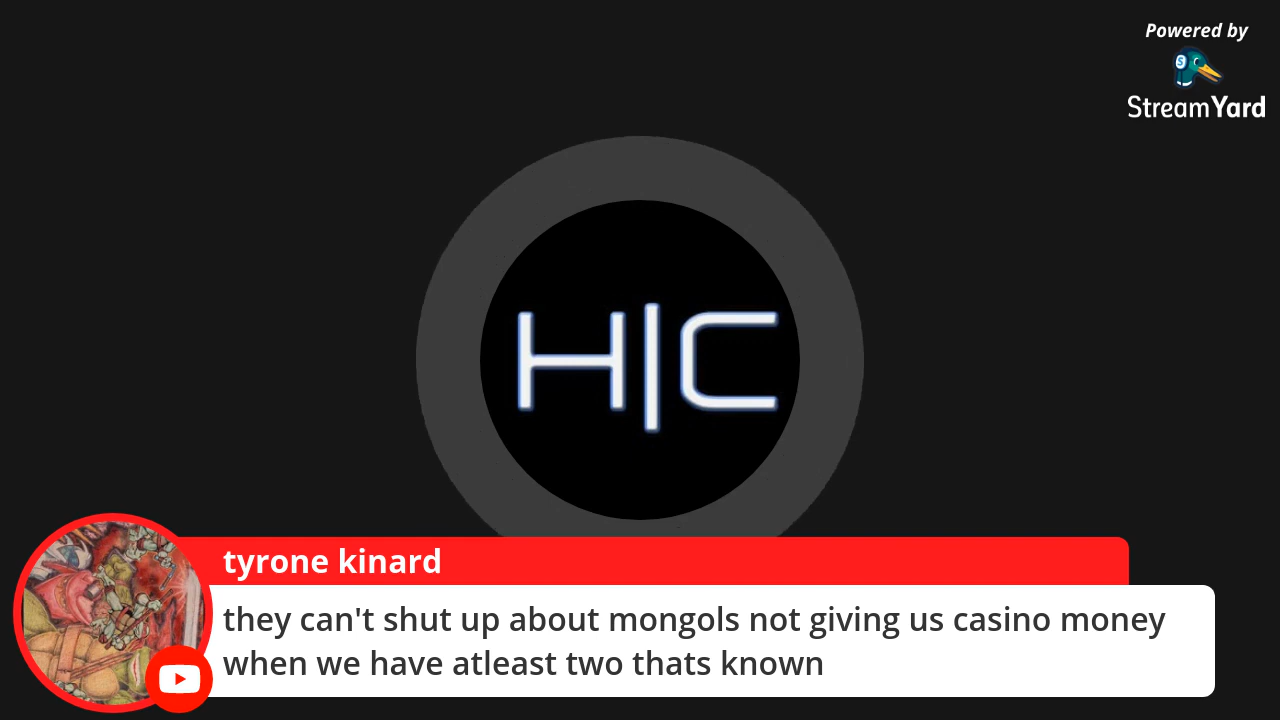 Powered by
StreamYard
H|C
tyrone kinard
they can't shut up about mongols not giving us casino money
when we have atleast two thats known